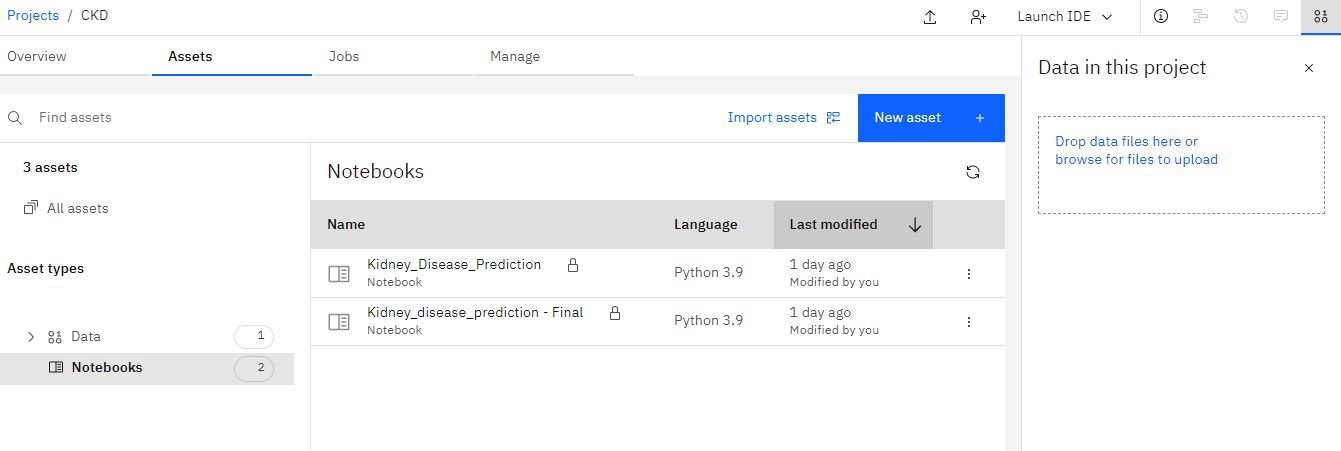 Projects / CKD
Launch IDE
Overview
Assets
Jobs
Manage
Find assets
Import assets
New asset +
3 assets
All assets
Asset types
Data 1
Notebooks 2
Notebooks
Name Language Last modified
Kidney_Disease_Prediction Python 3.9 1 day ago
Notebook Modified by you
Kidney_disease_prediction - Final Python 3.9 1 day ago
Notebook Modified by you
Data in this project
Drop data files here or
browse for files to upload